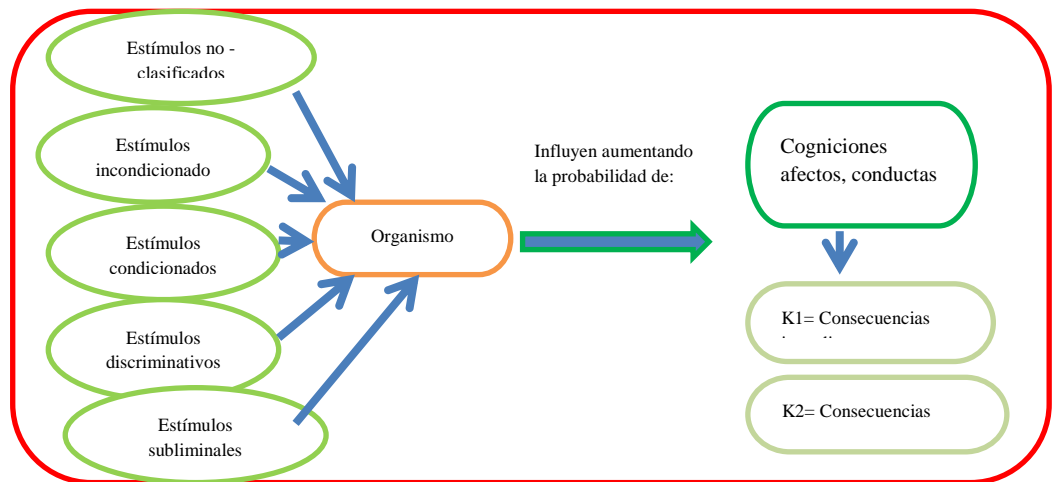 Estímulos no -
clasificados
Estímulos
incondicionado
Estímulos
condicionados
Estímulos
discriminativos
Estímulos
subliminales
Organismo
Influyen aumentando
la probabilidad de:
Cogniciones
afectos, conductas
K1= Consecuencias
K2= Consecuencias